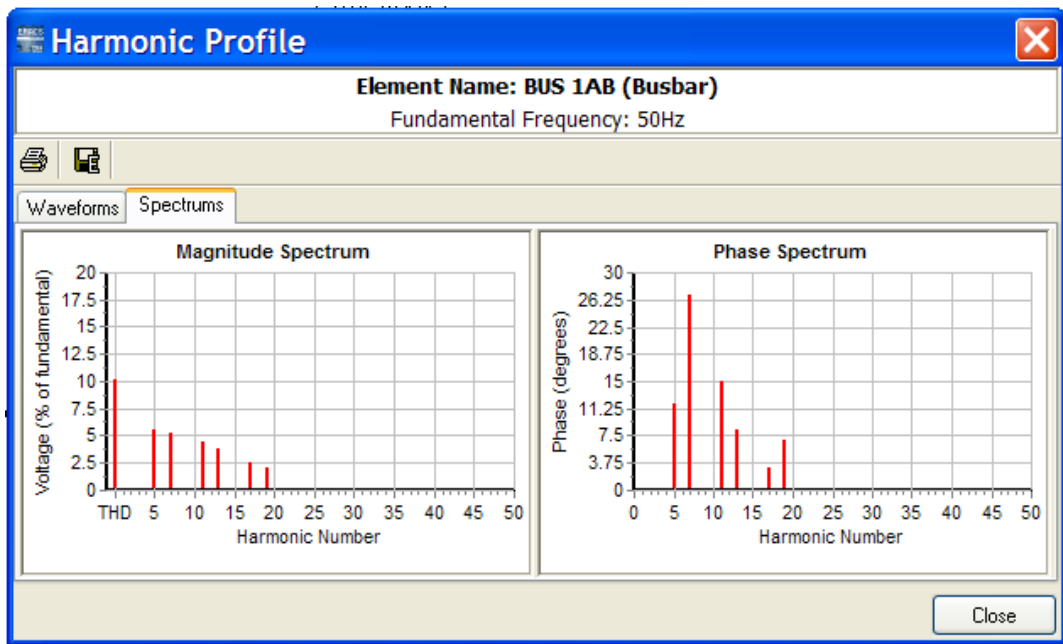 Harmonic Profile
Element Name: BUS 1AB (Busbar)
Fundamental Frequency: 50Hz
Waveforms
Spectrums
Magnitude Spectrum
Voltage (% of fundamental)
20
17.5
15
12.5
10
7.5
5
2.5
0
THD 5 10 15 20 25 30 35 40 45 50
Harmonic Number
Phase Spectrum
Phase (degrees)
30
26.25
22.5
18.75
15
11.25
7.5
3.75
0
0 5 10 15 20 25 30 35 40 45 50
Harmonic Number
Close